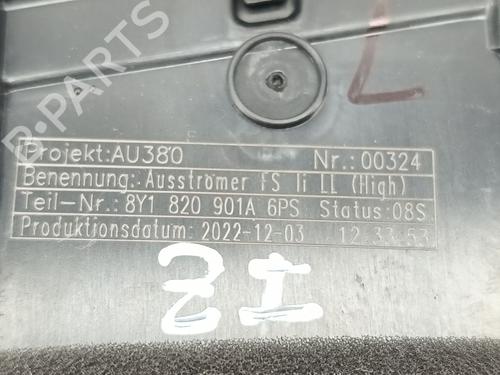 B-PARTS
L
Projekt:AU380 Nr.:00324
Benennung: Ausströmer FS li LL (High)
Teil-Nr.: 8Y1 820 901A 6PS Status:08S
Produktionsdatum: 2022-12-03 12:33:53